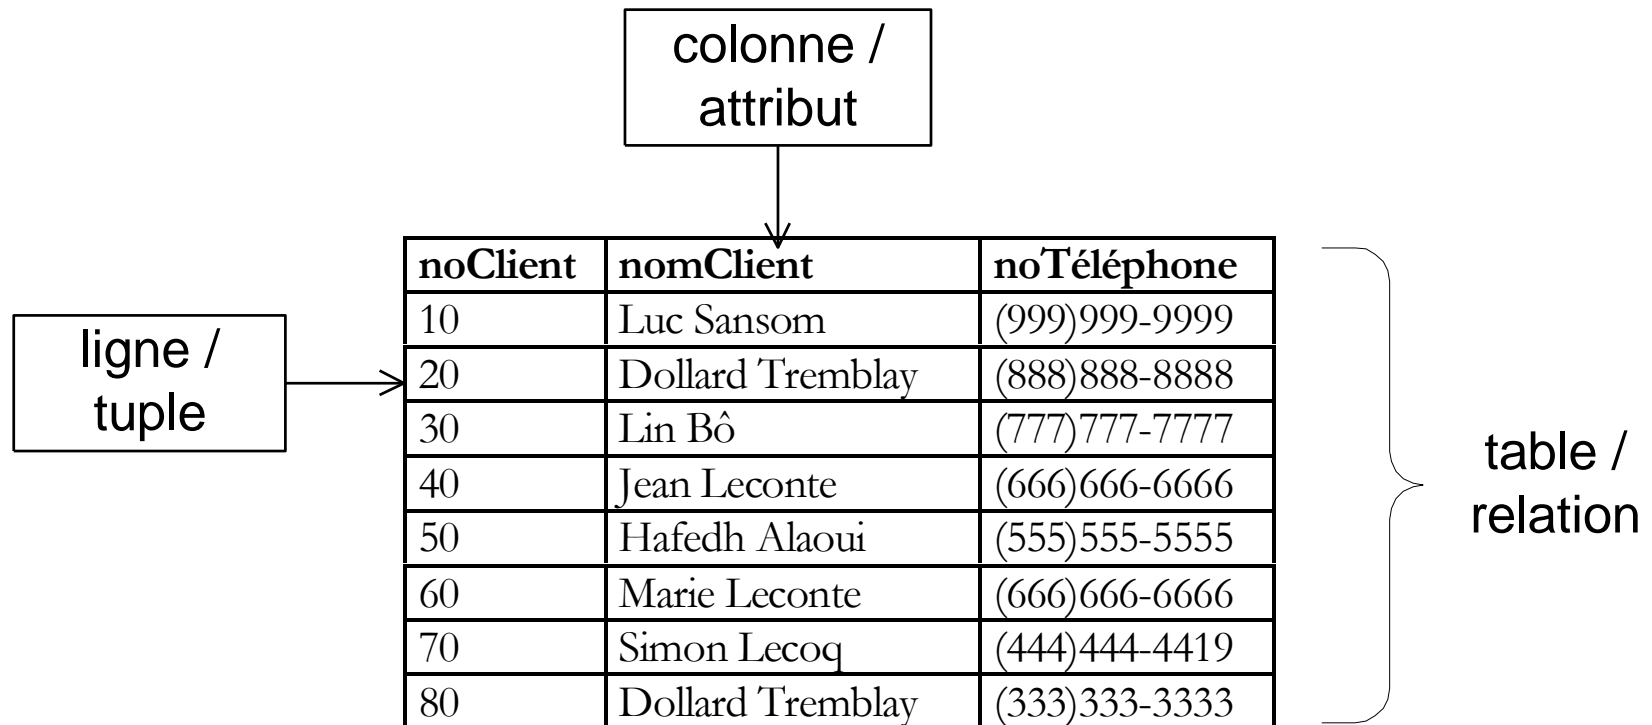 colonne /
attribut
ligne /
tuple
noClient nomClient noTéléphone
10 Luc Sansom (999)999-9999
20 Dollard Tremblay (888)888-8888
30 Lin Bô (777)777-7777
40 Jean Leconte (666)666-6666
50 Hafedh Alaoui (555)555-5555
60 Marie Leconte (666)666-6666
70 Simon Lecoq (444)444-4419
80 Dollard Tremblay (333)333-3333
table /
relation